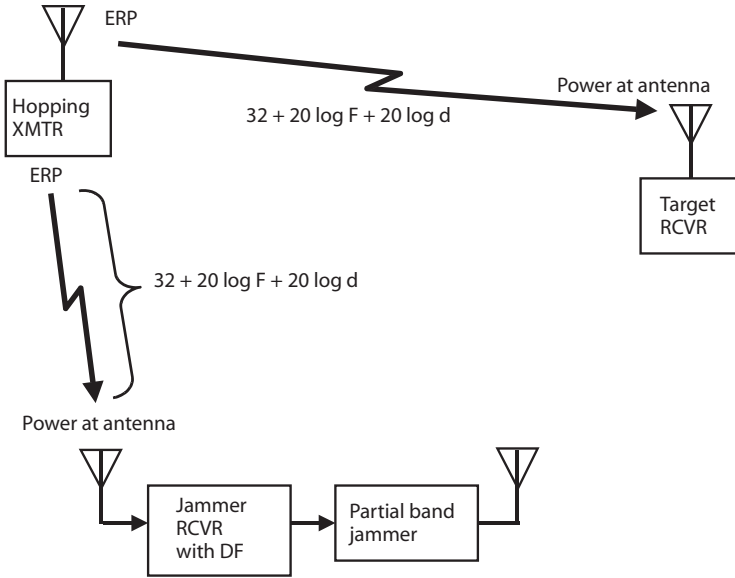 ERP
Power at antenna
Hopping
XMTR
32 + 20 log F + 20 log d
ERP
Target
RCVR
32 + 20 log F + 20 log d
Power at antenna
Jammer
RCVR
with DF
Partial band
jammer